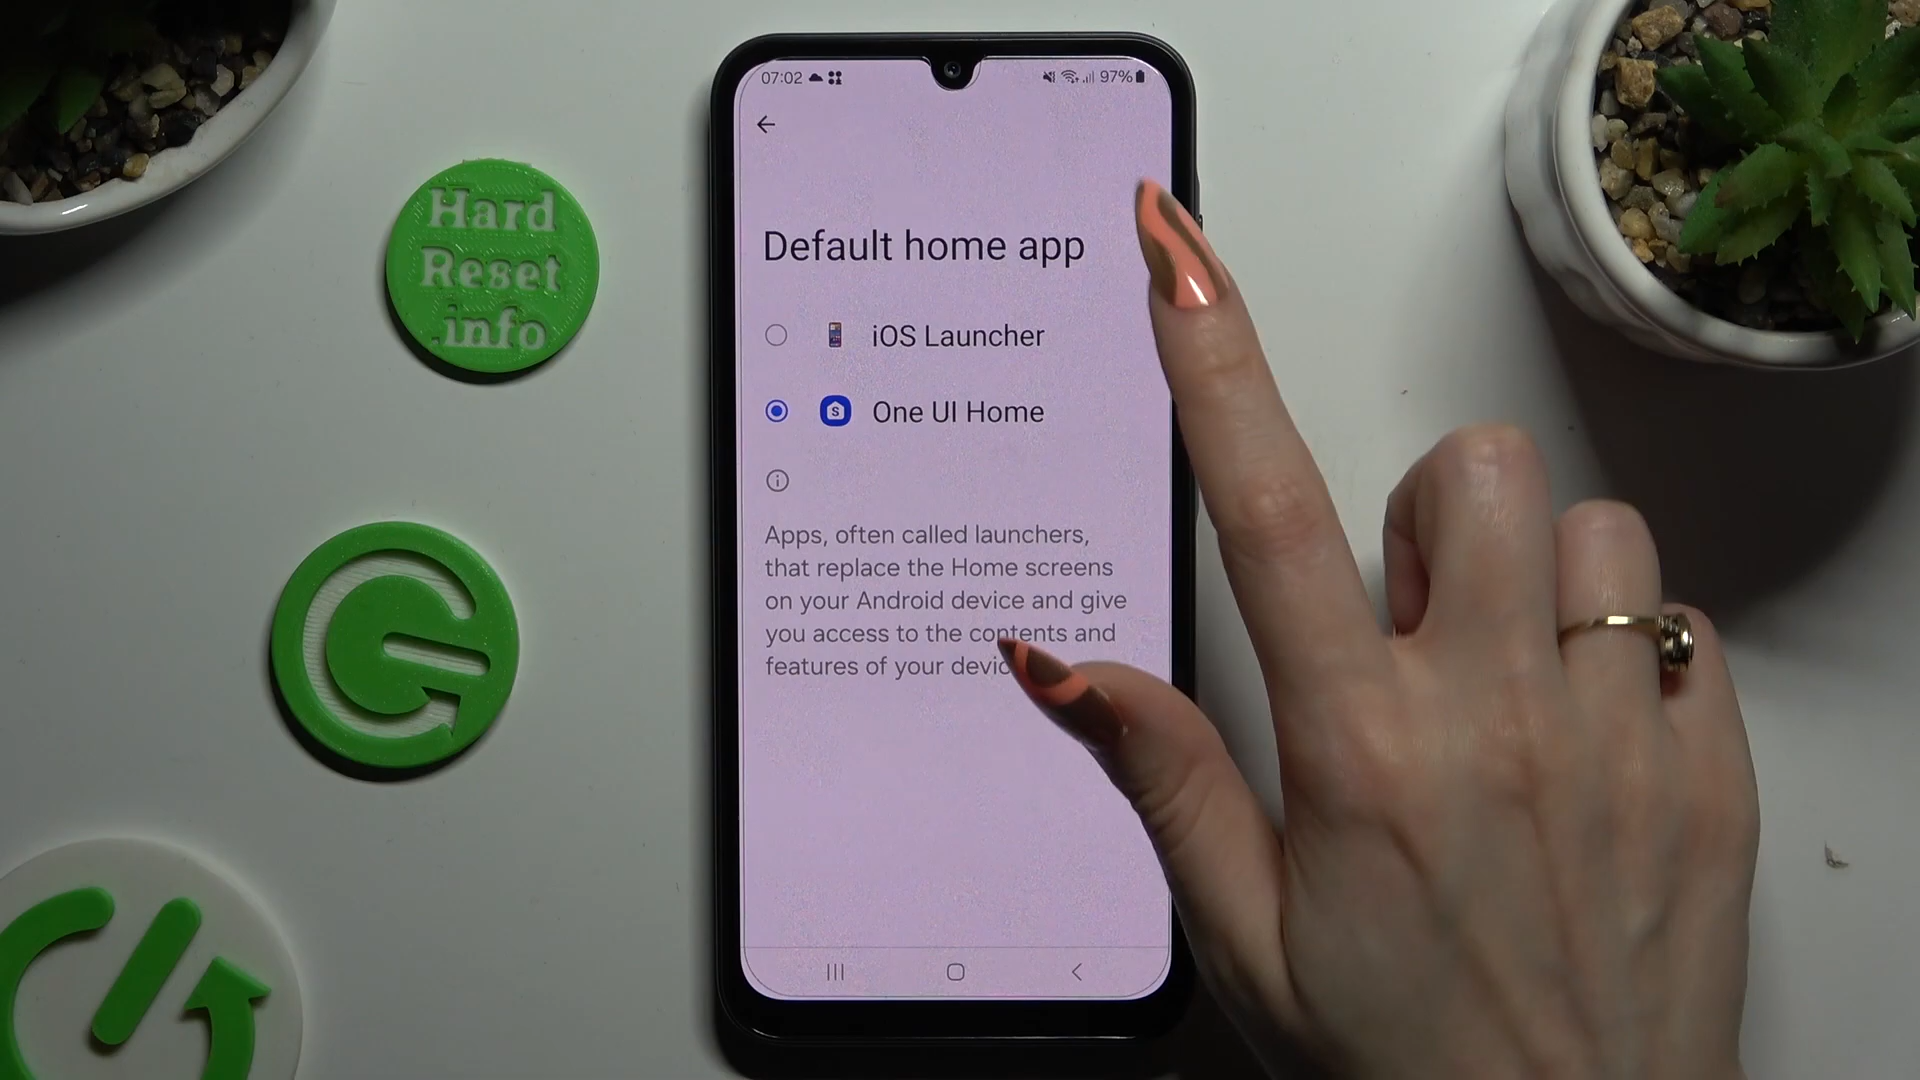 Hard
Reset
.info
07:02
97%
Default home app
iOS Launcher
One UI Home
Apps, often called launchers,
that replace the Home screens
on your Android device and give
you access to the contents and
features of your